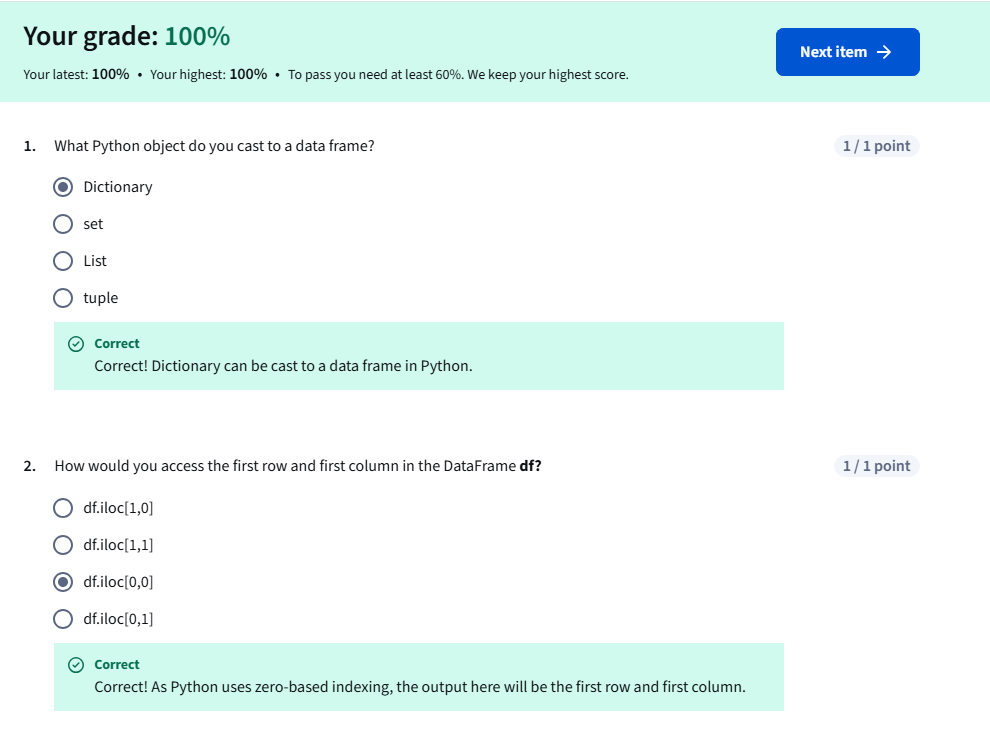 Your grade: 100%
Your latest: 100% • Your highest: 100% • To pass you need at least 60%. We keep your highest score.
Next item →
1. What Python object do you cast to a data frame?
1 / 1 point
Dictionary
set
List
tuple
Correct
Correct! Dictionary can be cast to a data frame in Python.
2. How would you access the first row and first column in the DataFrame df?
1 / 1 point
df.iloc[1,0]
df.iloc[1,1]
df.iloc[0,0]
df.iloc[0,1]
Correct
Correct! As Python uses zero-based indexing, the output here will be the first row and first column.